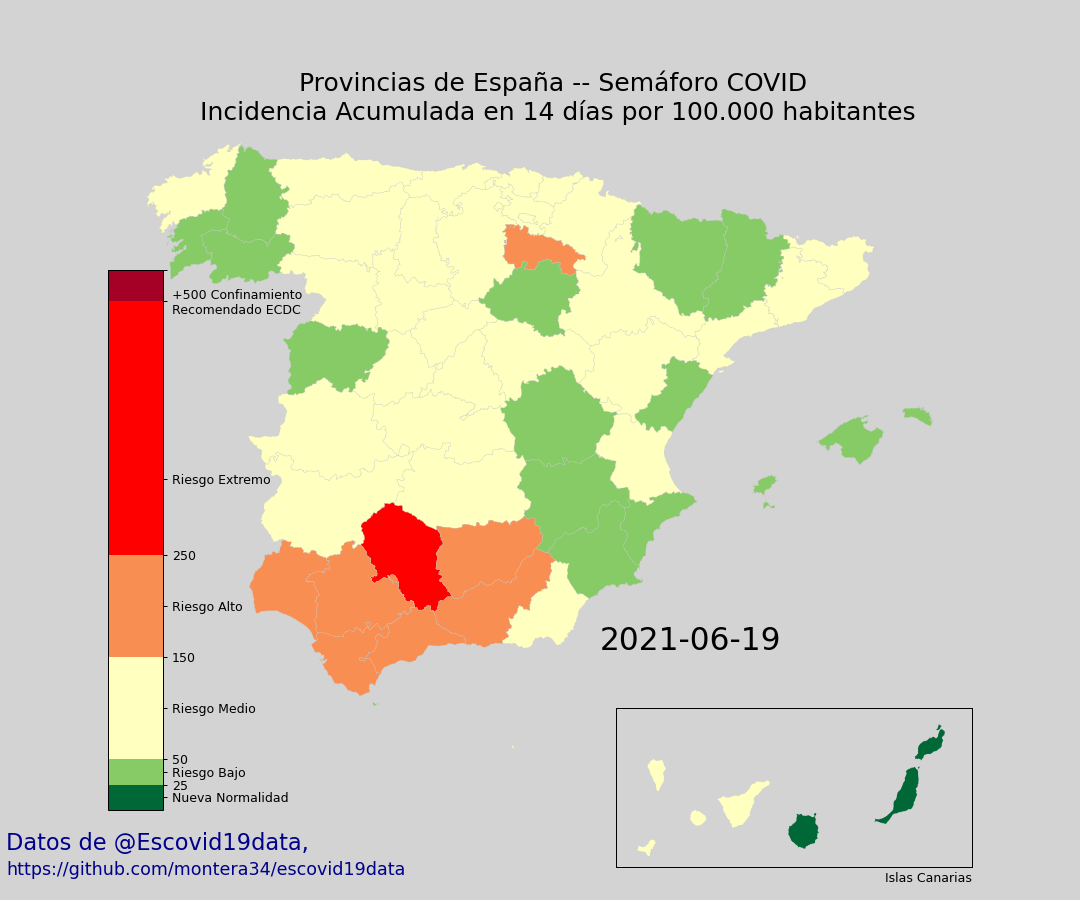 Provincias de España -- Semáforo COVID
Incidencia Acumulada en 14 días por 100.000 habitantes
+500 Confinamiento
Recomendado ECDC
Riesgo Extremo
250
Riesgo Alto
150
Riesgo Medio
50
Riesgo Bajo
25
Nueva Normalidad
2021-06-19
Islas Canarias
Datos de @Escovid19data,
https://github.com/montera34/escovid19data